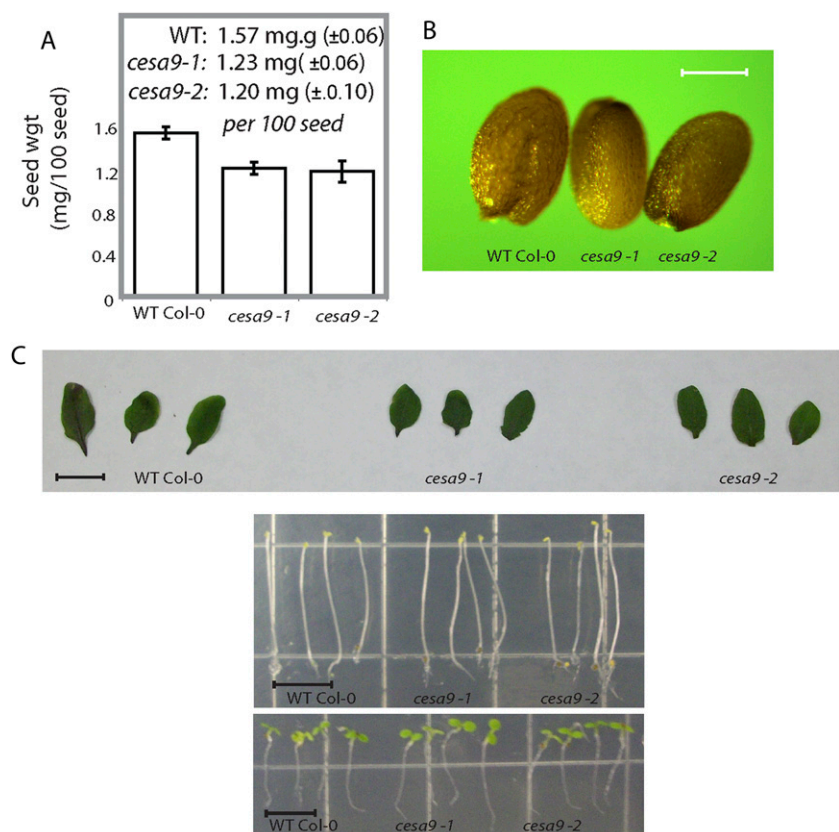 A
WT: 1.57 mg.g (±0.06)
cesa9-1: 1.23 mg( ±0.06)
cesa9-2: 1.20 mg (±.0.10)
per 100 seed
Seed wgt
(mg/100 seed)
1.6
1.2
0.8
0.4
0
WT Col-0
cesa9-1
cesa9-2
B
WT Col-0
cesa9-1
cesa9-2
C
WT Col-0
cesa9-1
cesa9-2
WT Col-0
cesa9-1
cesa9-2
WT Col-0
cesa9-1
cesa9-2